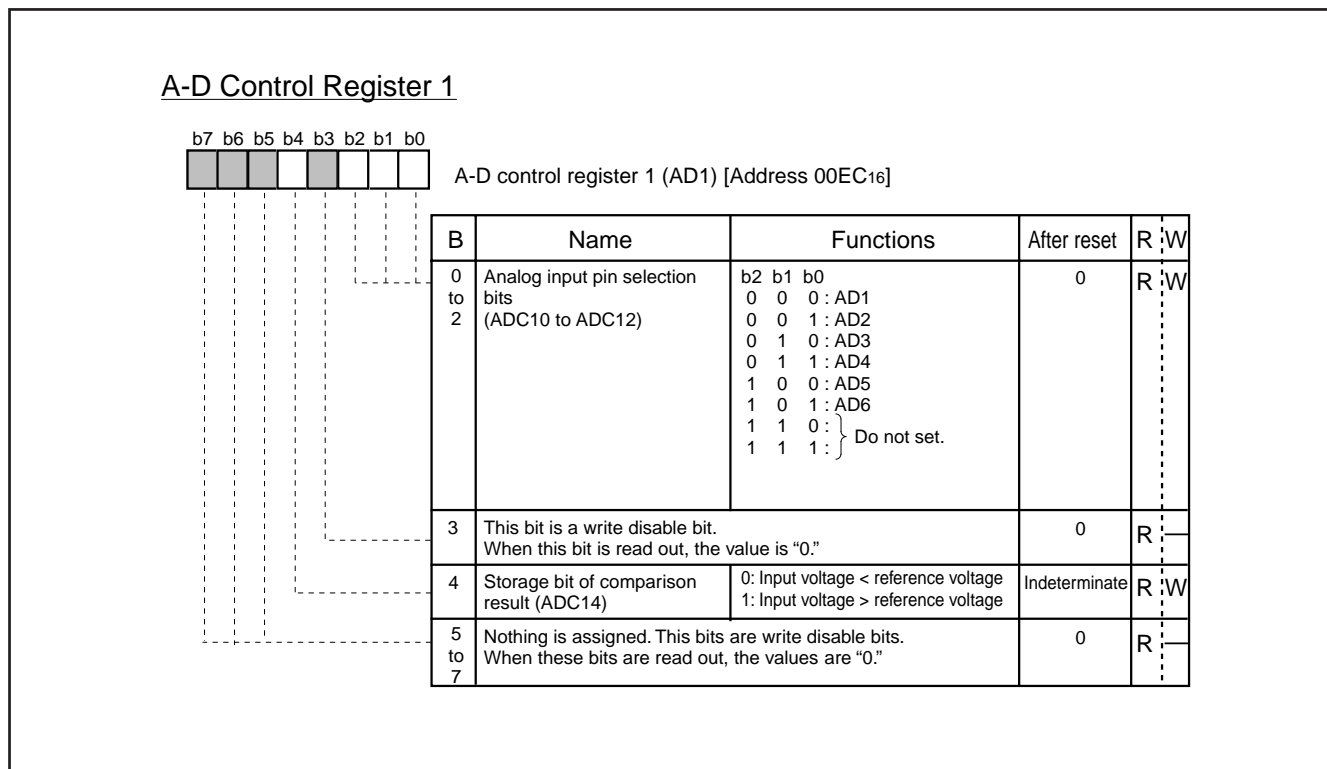 A-D Control Register 1
b7 b6 b5 b4 b3 b2 b1 b0
A-D control register 1 (AD1) [Address 00EC16]
B Name Functions After reset R W
0 to 2 Analog input pin selection bits (ADC10 to ADC12) 0 R W
b2 b1 b0
0 0 0 : AD1
0 0 1 : AD2
0 1 0 : AD3
0 1 1 : AD4
1 0 0 : AD5
1 0 1 : AD6
1 1 0 :
1 1 1 : Do not set.
3 This bit is a write disable bit. 0 R —
When this bit is read out, the value is “0.”
4 Storage bit of comparison result (ADC14) 0: Input voltage < reference voltage Indeterminate R W
1: Input voltage > reference voltage
5 to 7 Nothing is assigned. This bits are write disable bits. 0 R —
When these bits are read out, the values are “0.”